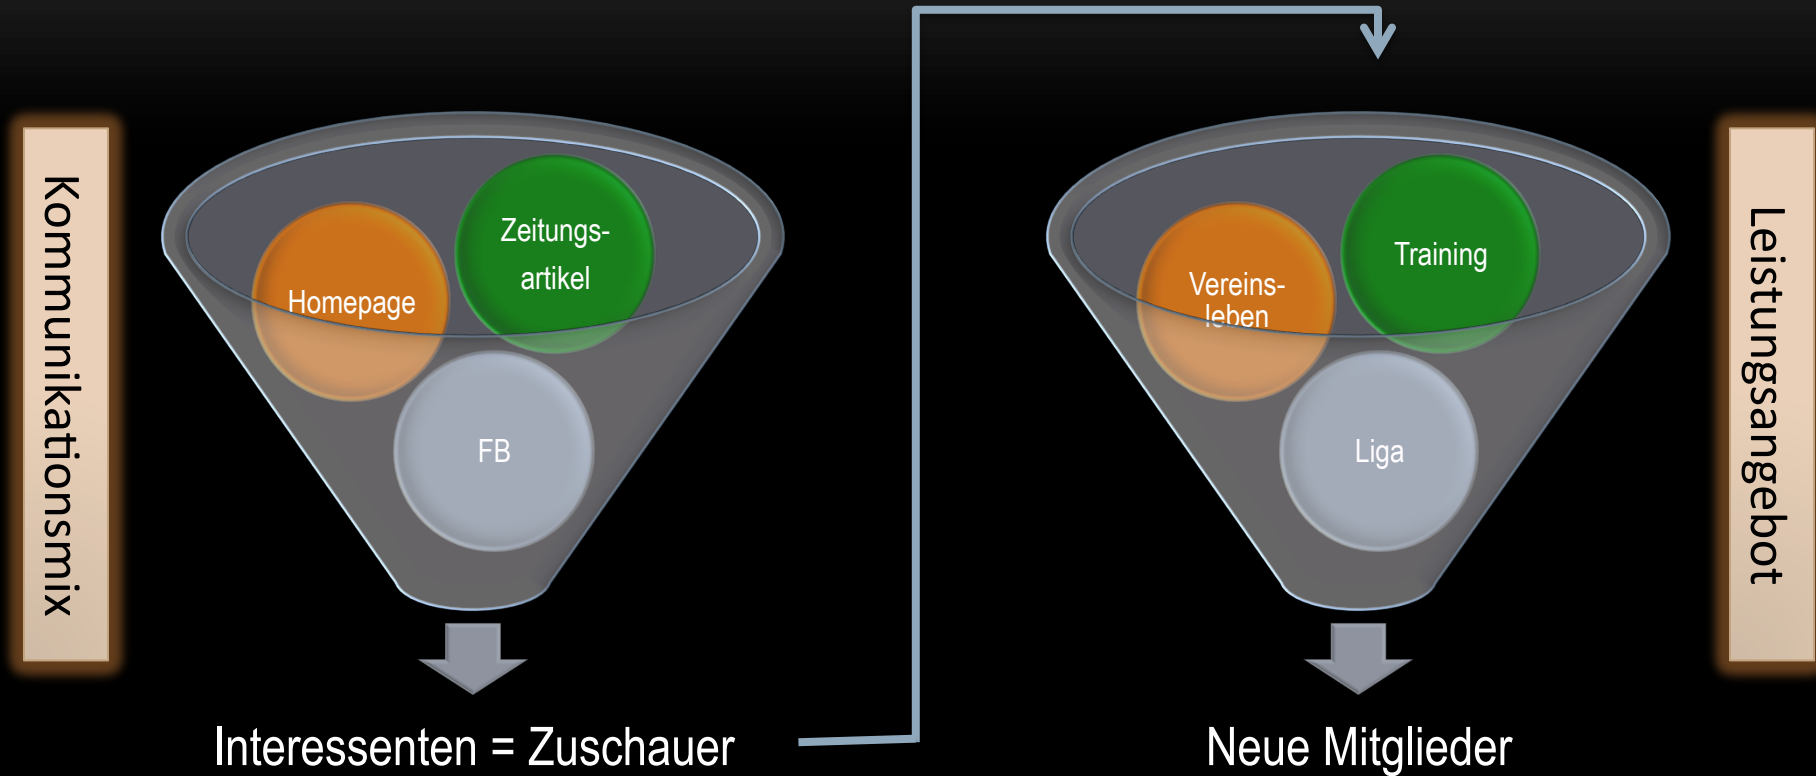 Kommunikationsmix
Homepage
Zeitungs-
artikel
FB
Interessenten = Zuschauer
Vereins-
leben
Training
Liga
Neue Mitglieder
Leistungsangebot